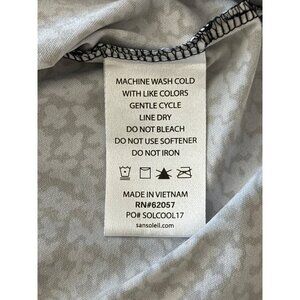 MACHINE WASH COLD
WITH LIKE COLORS
GENTLE CYCLE
LINE DRY
DO NOT BLEACH
DO NOT USE SOFTENER
DO NOT IRON
MADE IN VIETNAM
RN#62057
PO# SOLCOOL17
sansoleil.com